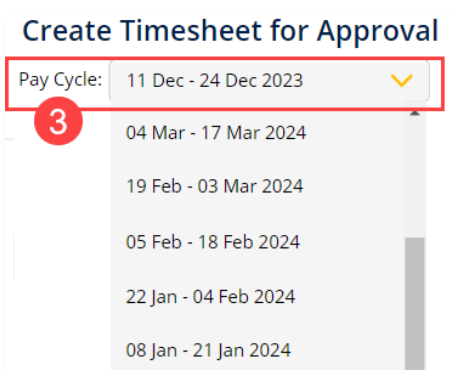 Create Timesheet for Approval
Pay Cycle: 11 Dec - 24 Dec 2023
3
04 Mar - 17 Mar 2024
19 Feb - 03 Mar 2024
05 Feb - 18 Feb 2024
22 Jan - 04 Feb 2024
08 Jan - 21 Jan 2024